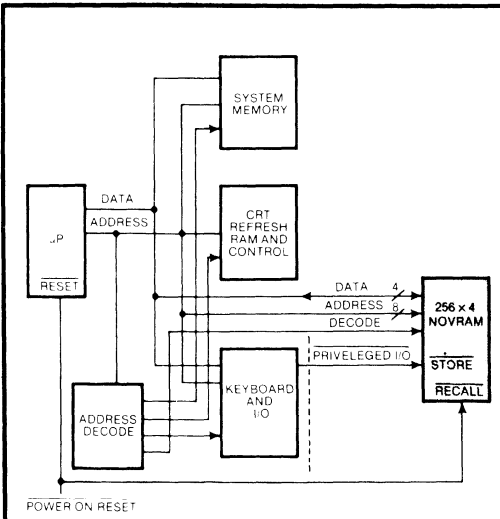 SYSTEM
MEMORY
DATA
ADDRESS
μP
RESET
CRT
REFRESH
RAM AND
CONTROL
DATA 4
ADDRESS 8
DECODE
256 x 4
NOVRAM
PRIVELEGED I/O
STORE
RECALL
KEYBOARD
AND
I/O
ADDRESS
DECODE
POWER ON RESET